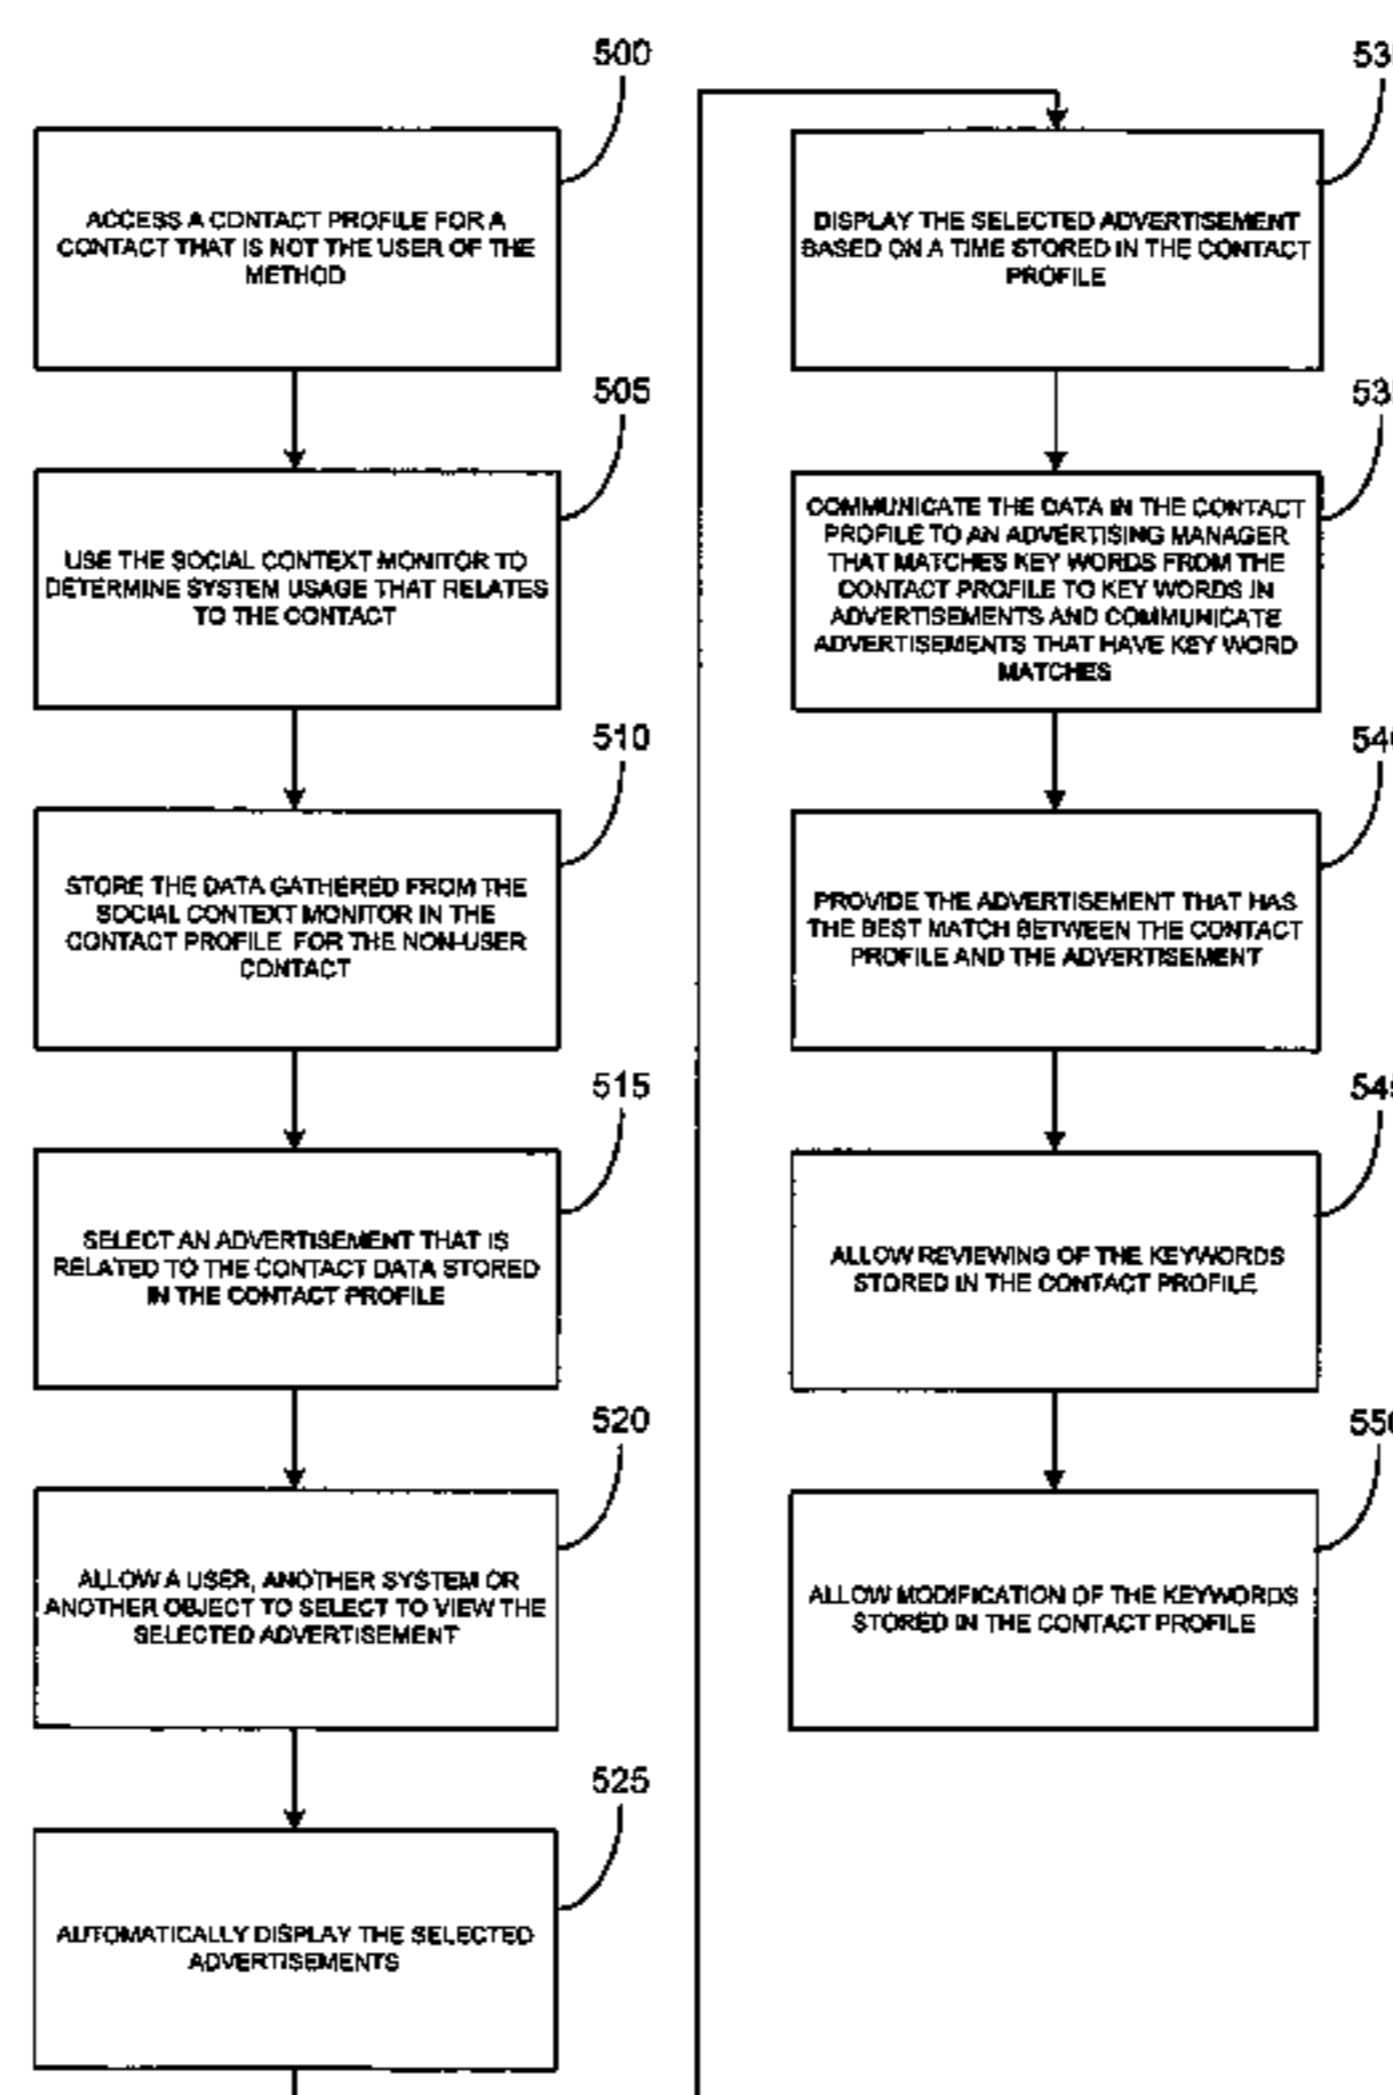 500
ACCESS A CONTACT PROFILE FOR A
CONTACT THAT IS NOT THE USER OF THE
METHOD
505
USE THE SOCIAL CONTEXT MONITOR TO
DETERMINE SYSTEM USAGE THAT RELATES
TO THE CONTACT
510
STORE THE DATA GATHERED FROM THE
SOCIAL CONTEXT MONITOR IN THE
CONTACT PROFILE FOR THE NON-USER
CONTACT
515
SELECT AN ADVERTISEMENT THAT IS
RELATED TO THE CONTACT DATA STORED
IN THE CONTACT PROFILE
520
ALLOW A USER, ANOTHER SYSTEM OR
ANOTHER OBJECT TO SELECT TO VIEW THE
SELECTED ADVERTISEMENT
525
AUTOMATICALLY DISPLAY THE SELECTED
ADVERTISEMENTS
DISPLAY THE SELECTED ADVERTISEMENT
BASED ON A TIME STORED IN THE CONTACT
PROFILE
COMMUNICATE THE DATA IN THE CONTACT
PROFILE TO AN ADVERTISING MANAGER
THAT MATCHES KEY WORDS FROM THE
CONTACT PROFILE TO KEY WORDS IN
ADVERTISEMENTS AND COMMUNICATE
ADVERTISEMENTS THAT HAVE KEY WORD
MATCHES
540
PROVIDE THE ADVERTISEMENT THAT HAS
THE BEST MATCH BETWEEN THE CONTACT
PROFILE AND THE ADVERTISEMENT
545
ALLOW REVIEWING OF THE KEYWORDS
STORED IN THE CONTACT PROFILE
550
ALLOW MODIFICATION OF THE KEYWORDS
STORED IN THE CONTACT PROFILE